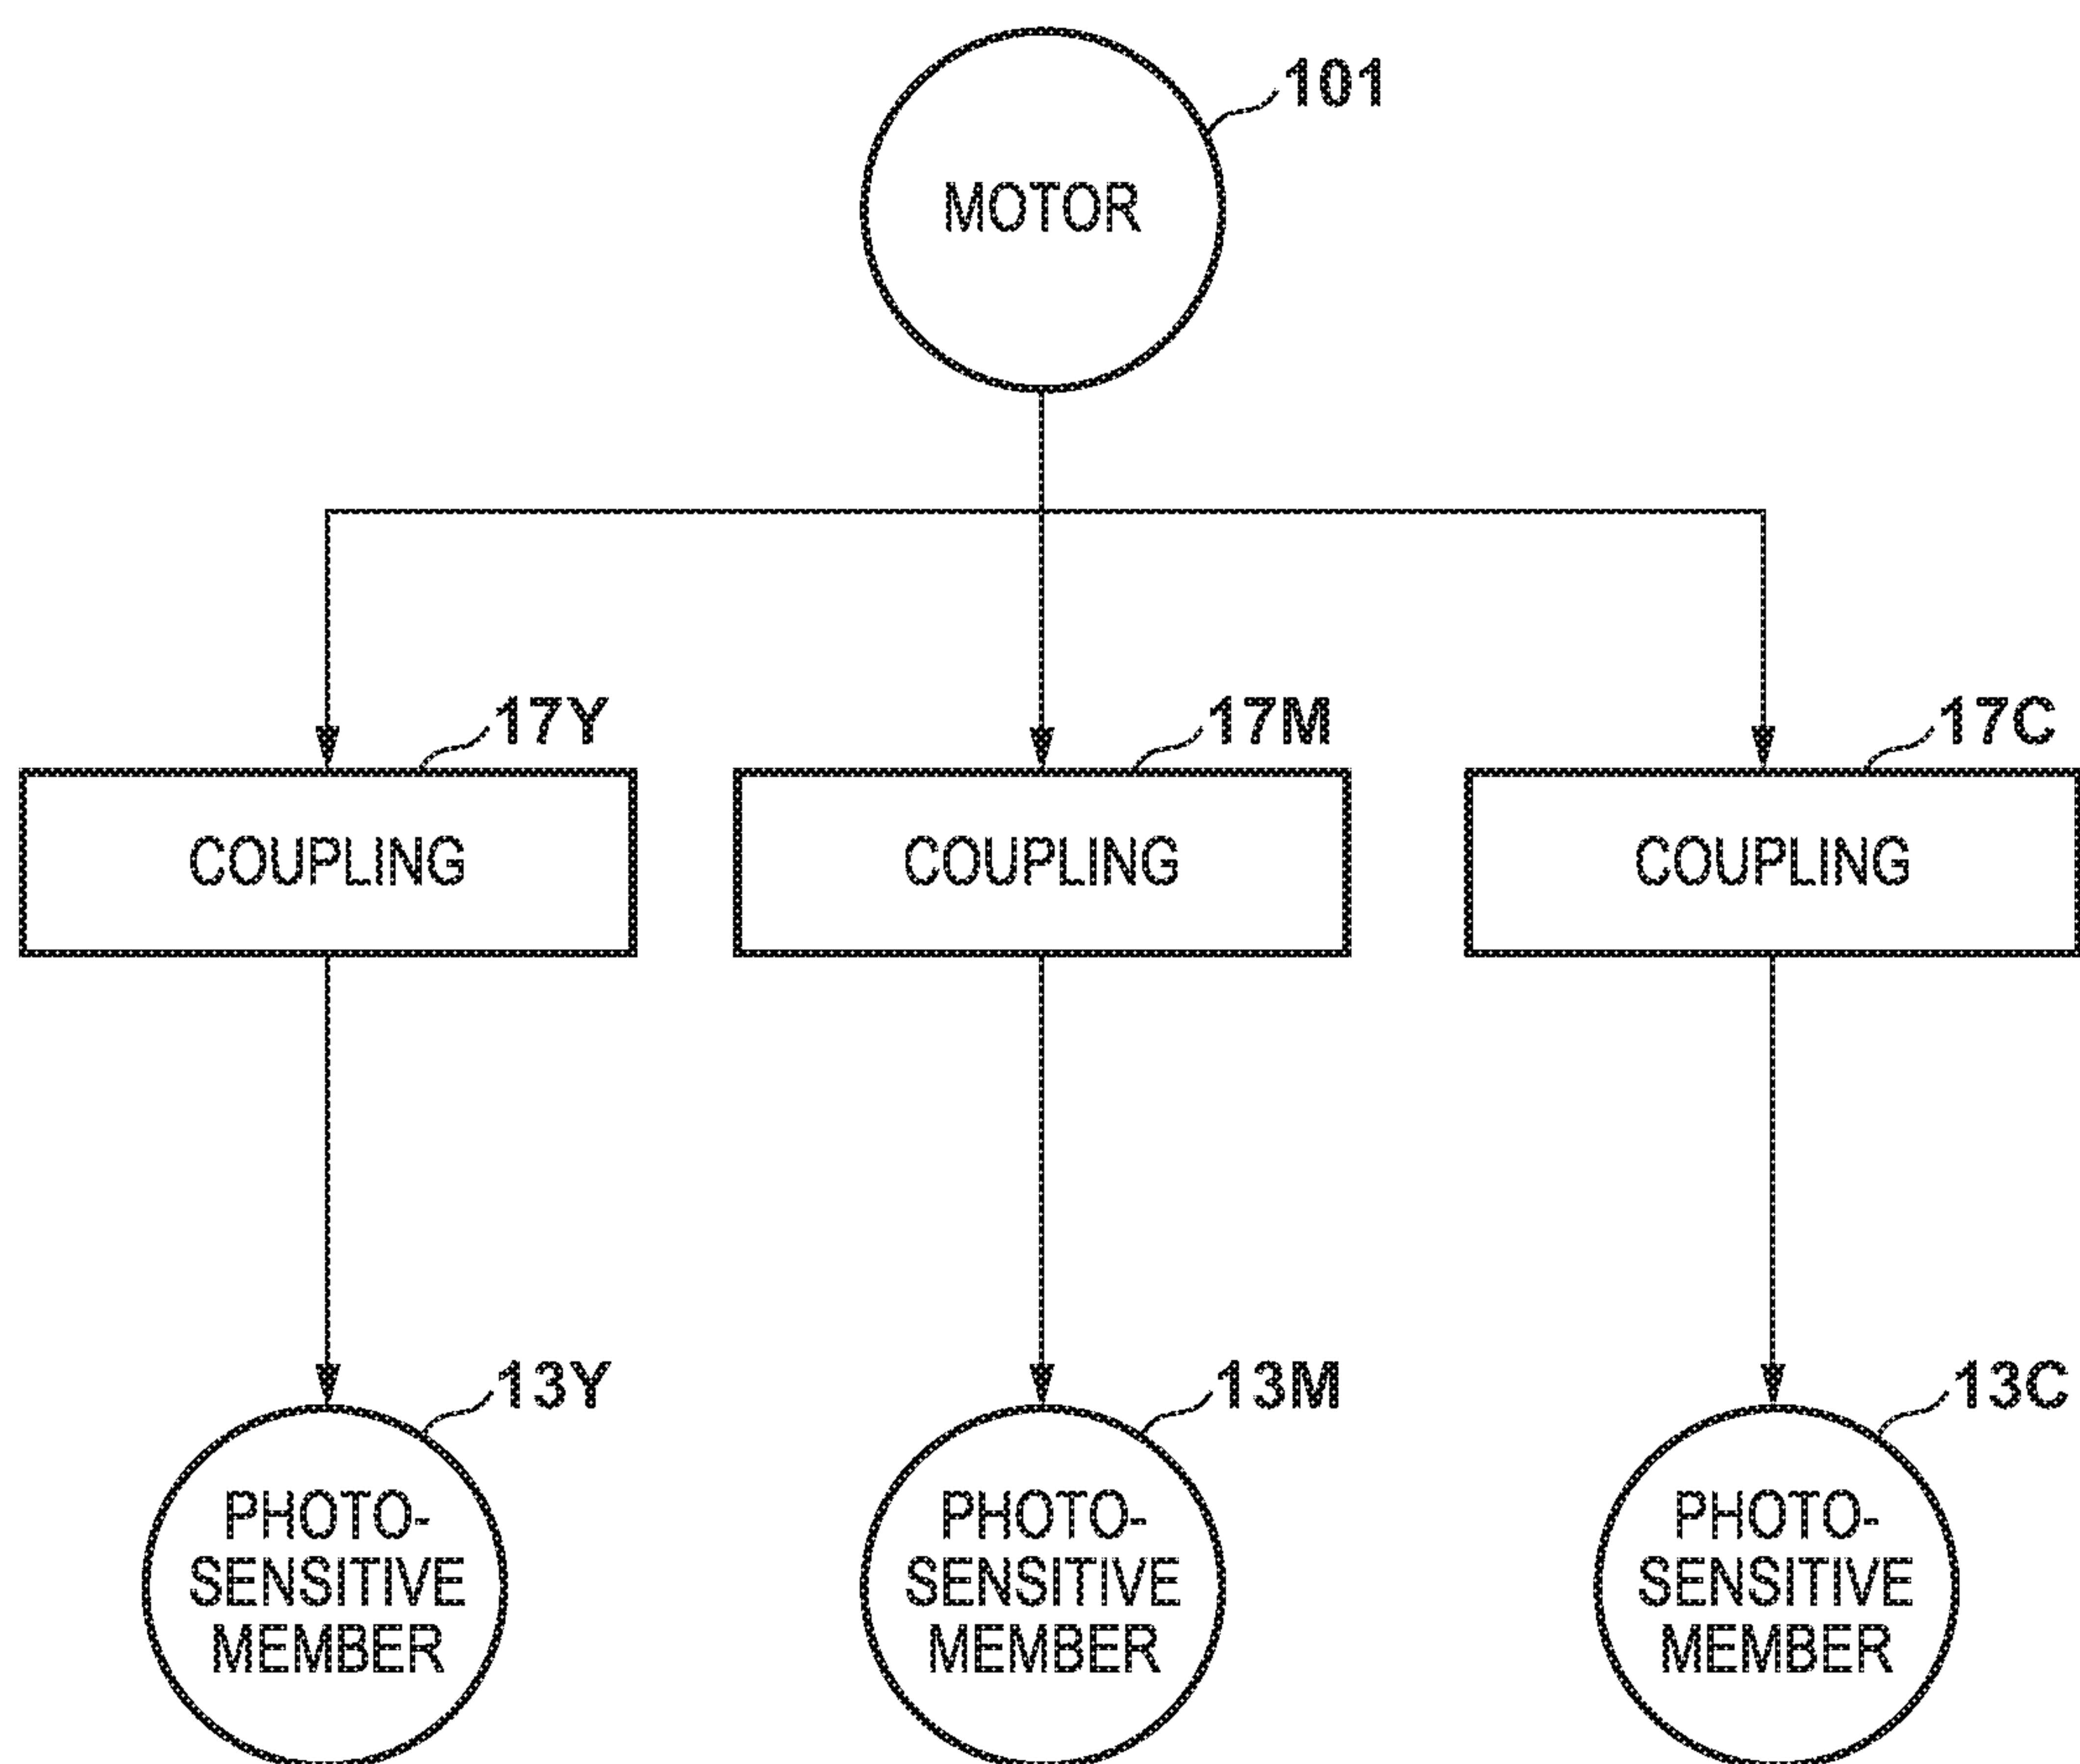 101
MOTOR
17Y
17M
17C
COUPLING
COUPLING
COUPLING
13Y
13M
13C
PHOTO-
SENSITIVE
MEMBER
PHOTO-
SENSITIVE
MEMBER
PHOTO-
SENSITIVE
MEMBER